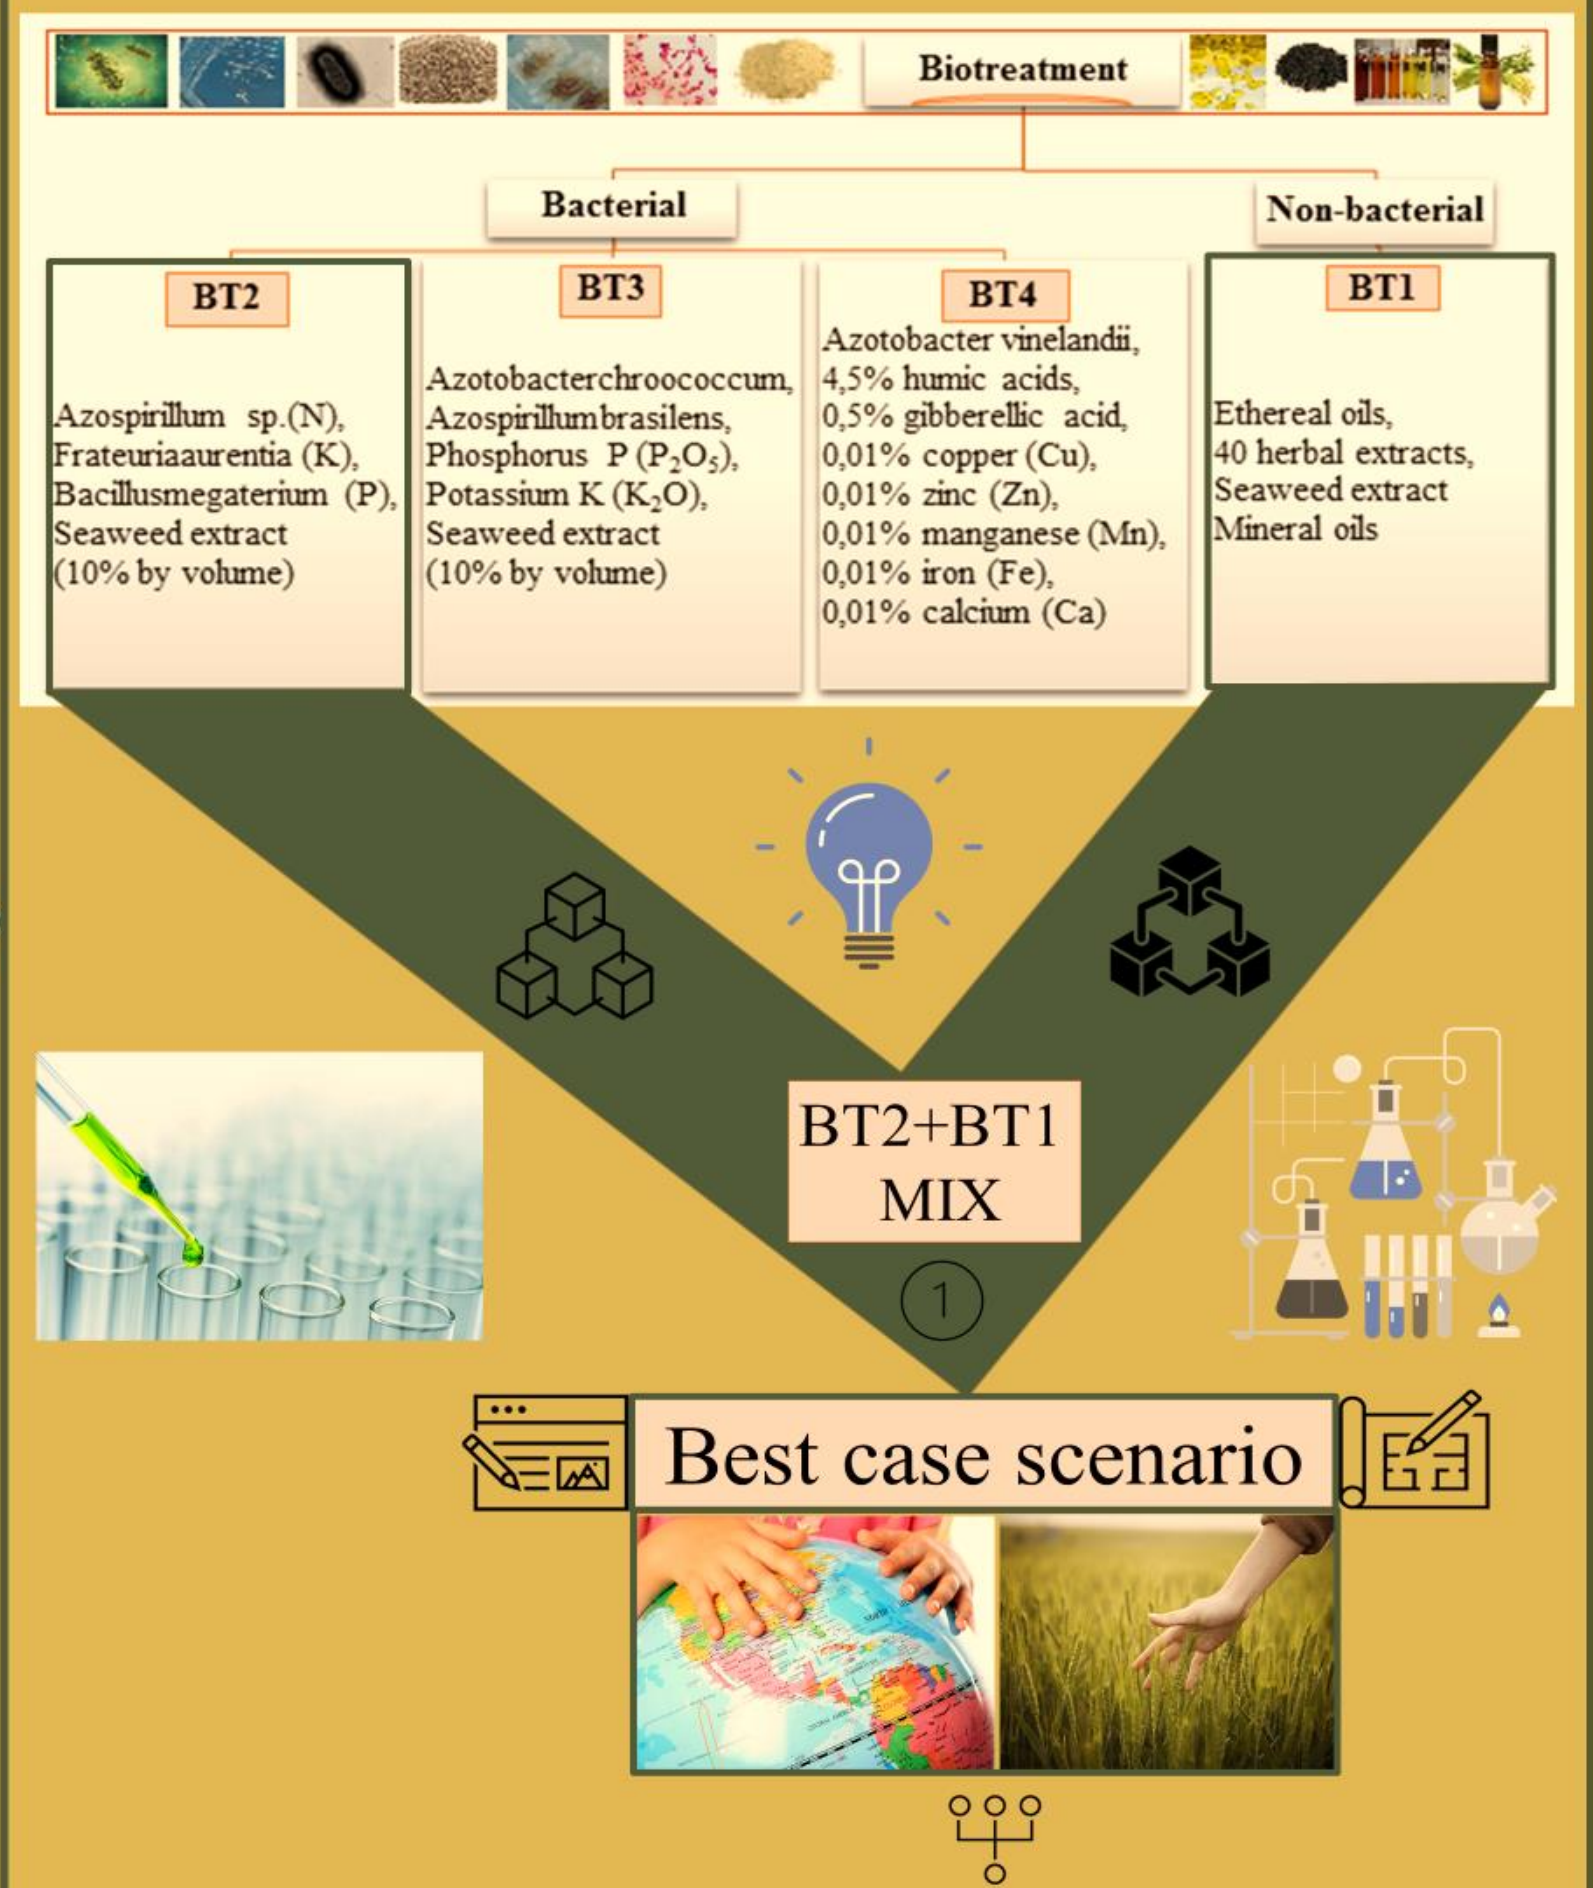 Biotreatment
Bacterial
Non-bacterial
BT2
Azospirillum sp.(N),
Frateuriaaurentia (K),
Bacillusmegaterium (P),
Seaweed extract
(10% by volume)
BT3
Azotobacterchroococcum,
Azospirillumbrasilens,
Phosphorus P (P₂O₅),
Potassium K (K₂O),
Seaweed extract
(10% by volume)
BT4
Azotobacter vinelandii,
4,5% humic acids,
0,5% gibberellic acid,
0,01% copper (Cu),
0,01% zinc (Zn),
0,01% manganese (Mn),
0,01% iron (Fe),
0,01% calcium (Ca)
BT1
Ethereal oils,
40 herbal extracts,
Seaweed extract
Mineral oils
BT2+BT1
MIX
1
Best case scenario